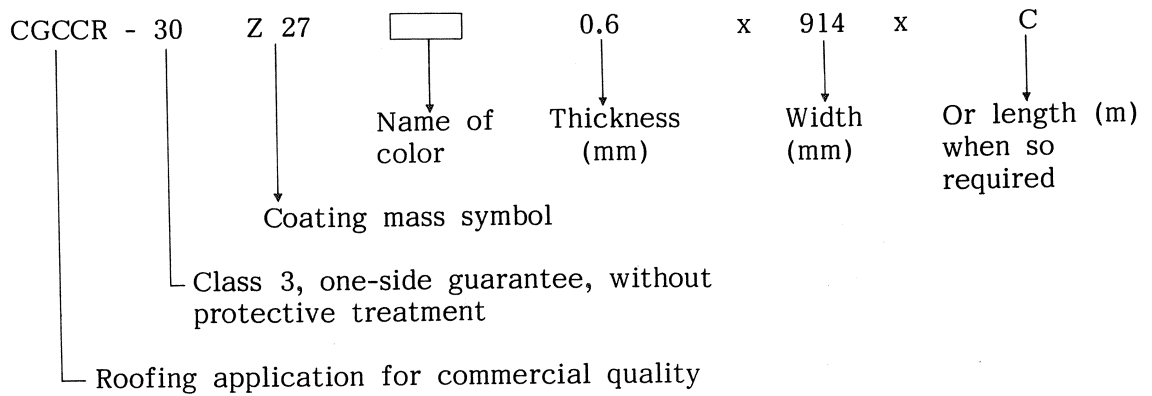 CGCCR - 30 Z 27 0.6 x 914 x C
Name of color
Thickness (mm)
Width (mm)
Or length (m) when so required
Coating mass symbol
Class 3, one-side guarantee, without
protective treatment
Roofing application for commercial quality